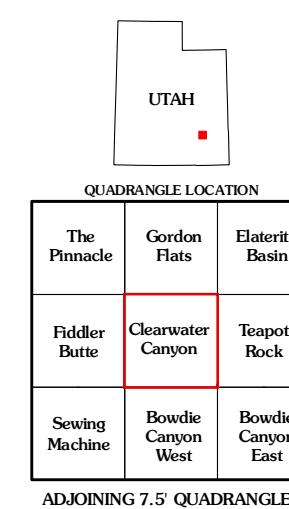 UTAH
QUADRANGLE LOCATION
The Pinnacle
Gordon Flats
Elaterit
Basin
Fiddler Butte
Clearwater Canyon
Teapot Rock
Sewing Machine
Bowdie Canyon West
Bowdie Canyon East
ADJOINING 7.5' QUADRANGLE